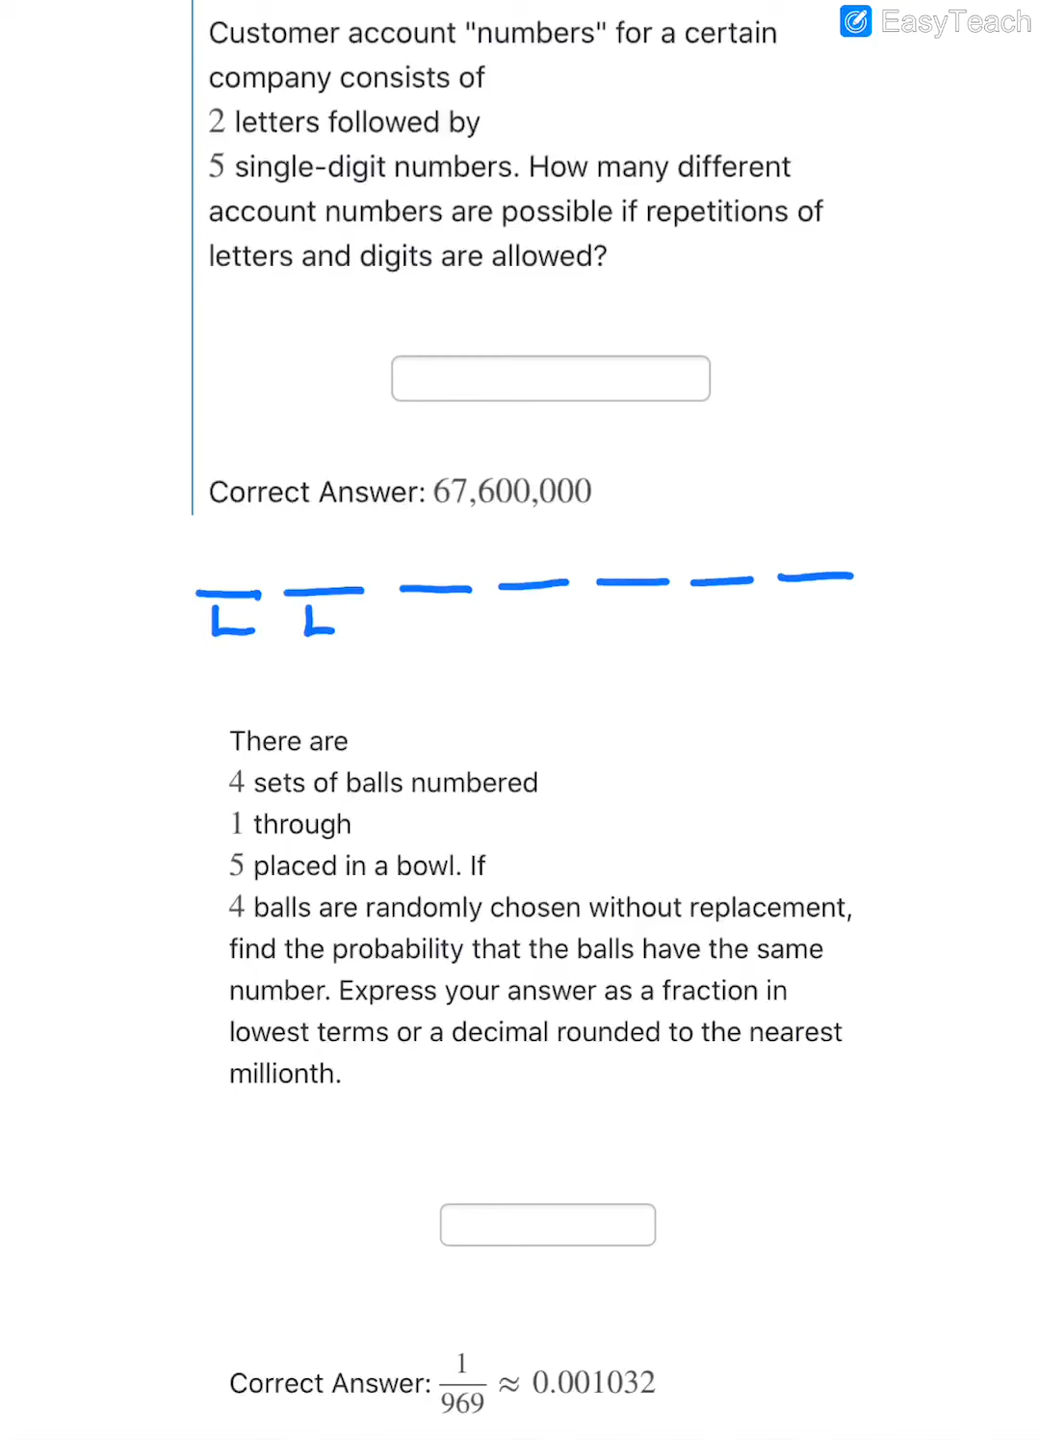 EasyTeach
Customer account "numbers" for a certain
company consists of
2 letters followed by
5 single-digit numbers. How many different
account numbers are possible if repetitions of
letters and digits are allowed?
Correct Answer: 67,600,000
L L
There are
4 sets of balls numbered
1 through
5 placed in a bowl. If
4 balls are randomly chosen without replacement,
find the probability that the balls have the same
number. Express your answer as a fraction in
lowest terms or a decimal rounded to the nearest
millionth.
Correct Answer: 1/969 ≈ 0.001032